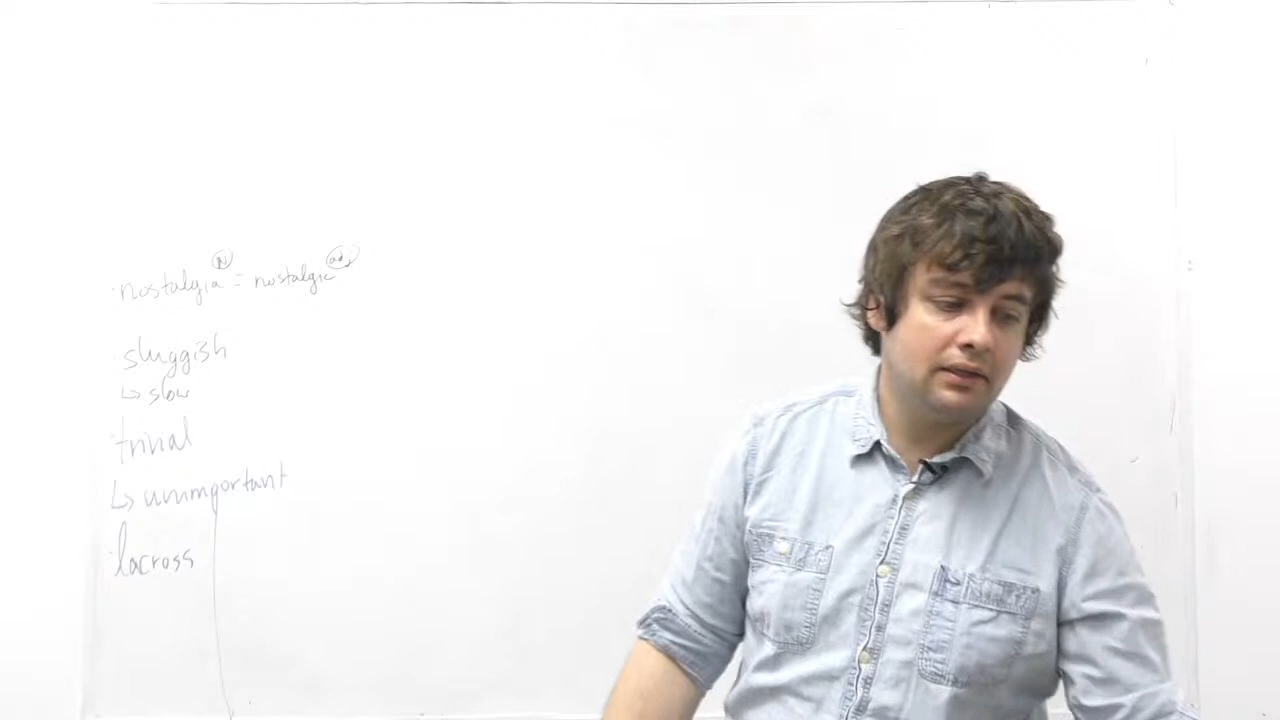 · nostalgia (N) = nostalgic (adj)
· sluggish
↳ slow
· trivial
↳ unimportant
· lacross